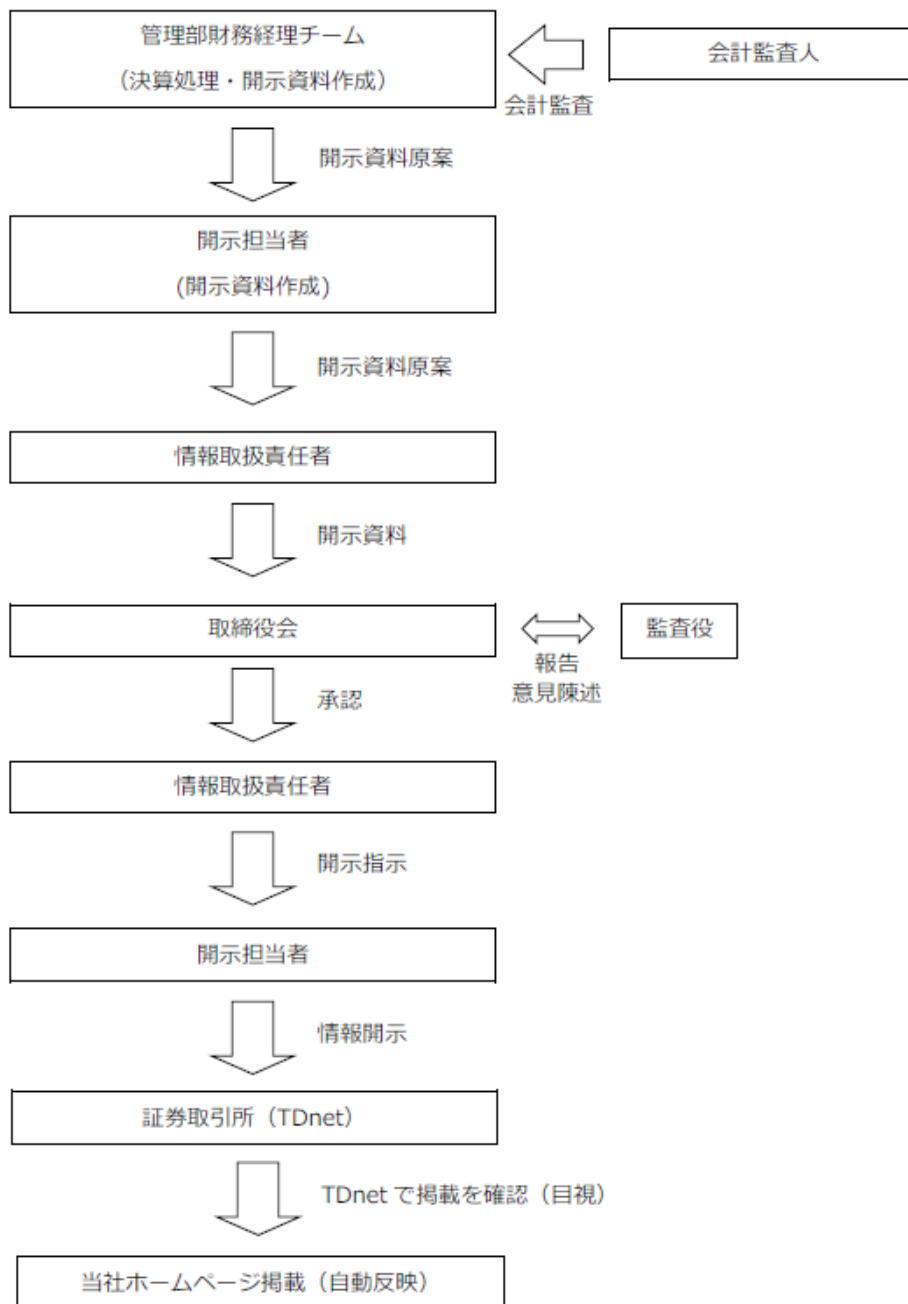 管理部財務経理チーム
（決算処理・開示資料作成）
会計監査人
会計監査
開示資料原案
開示担当者
(開示資料作成)
開示資料原案
情報取扱責任者
開示資料
取締役会
監査役
報告
意見陳述
承認
情報取扱責任者
開示指示
開示担当者
情報開示
証券取引所（TDnet）
TDnet で掲載を確認（目視）
当社ホームページ掲載（自動反映）